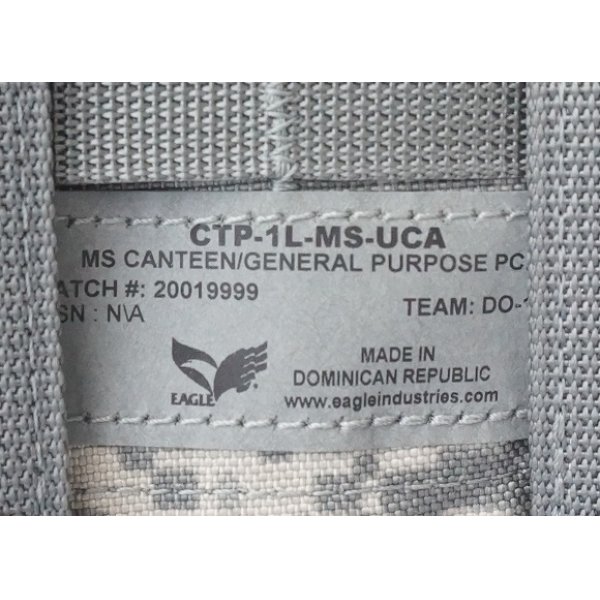 CTP-1L-MS-UCA
MS CANTEEN/GENERAL PURPOSE PC
ATCH #: 20019999
SN : N\A
TEAM: DO-1
EAGLE
®
MADE IN
DOMINICAN REPUBLIC
www.eagleindustries.com